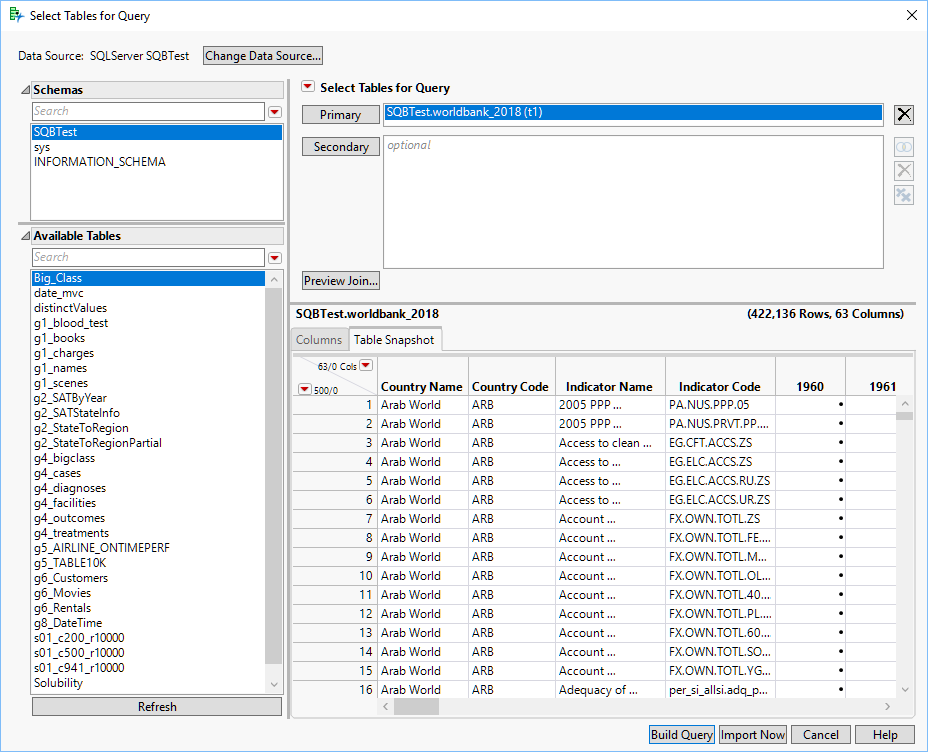 Select Tables for Query
Data Source: SQLServer SQBTest Change Data Source...
Schemas
Search
SQBTest
sys
INFORMATION_SCHEMA
Available Tables
Search
Big_Class
date_mvc
distinctValues
g1_blood_test
g1_books
g1_charges
g1_names
g1_scenes
g2_SATByYear
g2_SATStateInfo
g2_StateToRegion
g2_StateToRegionPartial
g4_bigclass
g4_cases
g4_diagnoses
g4_facilities
g4_outcomes
g4_treatments
g5_AIRLINE_ONTIMEPERF
g5_TABLE10K
g6_Customers
g6_Movies
g6_Rentals
g8_DateTime
s01_c200_r10000
s01_c500_r10000
s01_c941_r10000
Solubility
Refresh
Select Tables for Query
Primary SQBTest.worldbank_2018 (t1)
Secondary optional
Preview Join...
SQBTest.worldbank_2018 (422,136 Rows, 63 Columns)
Columns Table Snapshot
63/0 Cols
500/0 Country Name Country Code Indicator Name Indicator Code 1960 1961
1 Arab World ARB 2005 PPP ... PA.NUS.PPP.05 •
2 Arab World ARB 2005 PPP ... PA.NUS.PRVT.PP.... •
3 Arab World ARB Access to clean ... EG.CFT.ACCS.ZS •
4 Arab World ARB Access to ... EG.ELC.ACCS.ZS •
5 Arab World ARB Access to ... EG.ELC.ACCS.RU.ZS •
6 Arab World ARB Access to ... EG.ELC.ACCS.UR.ZS •
7 Arab World ARB Account ... FX.OWN.TOTL.ZS •
8 Arab World ARB Account ... FX.OWN.TOTL.FE.... •
9 Arab World ARB Account ... FX.OWN.TOTL.M... •
10 Arab World ARB Account ... FX.OWN.TOTL.OL... •
11 Arab World ARB Account ... FX.OWN.TOTL.40... •
12 Arab World ARB Account ... FX.OWN.TOTL.PL.... •
13 Arab World ARB Account ... FX.OWN.TOTL.60... •
14 Arab World ARB Account ... FX.OWN.TOTL.SO... •
15 Arab World ARB Account ... FX.OWN.TOTL.YG... •
16 Arab World ARB Adequacy of ... per_si_allsi.adq_p... •
Build Query Import Now Cancel Help